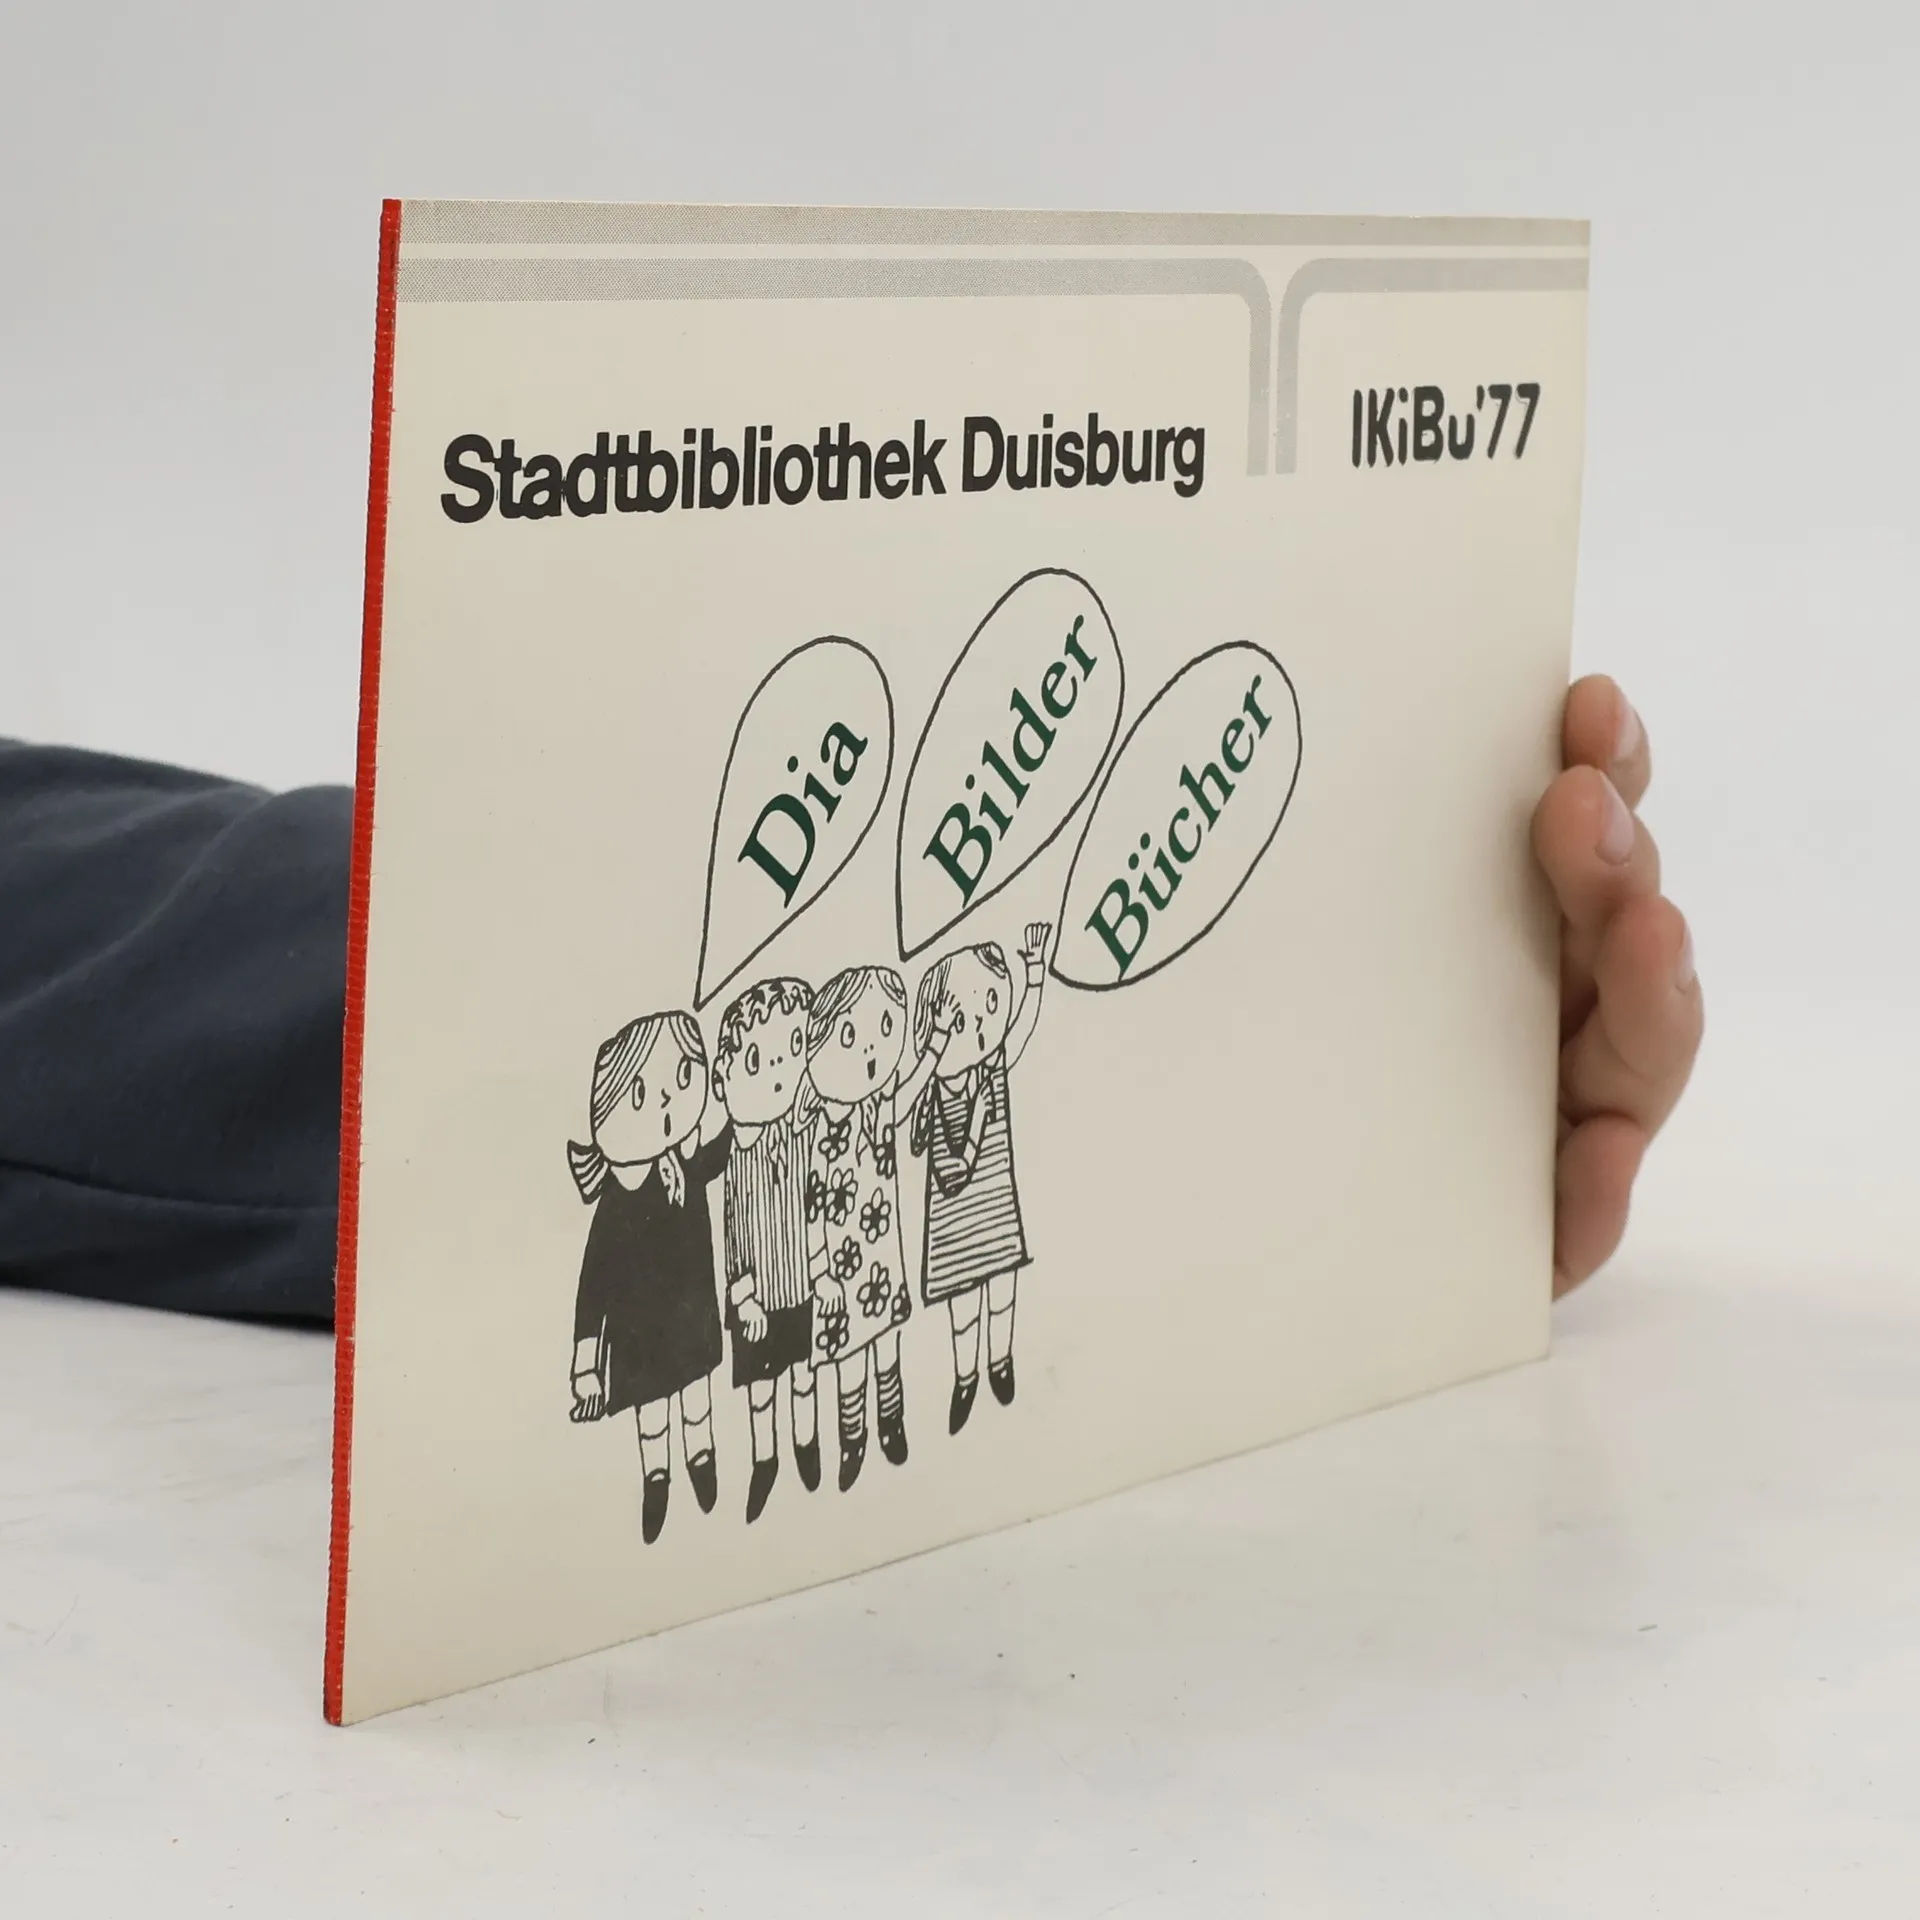 Stadtbibliothek Duisburg
IKiBu'77
Dia
Bilder
Bücher